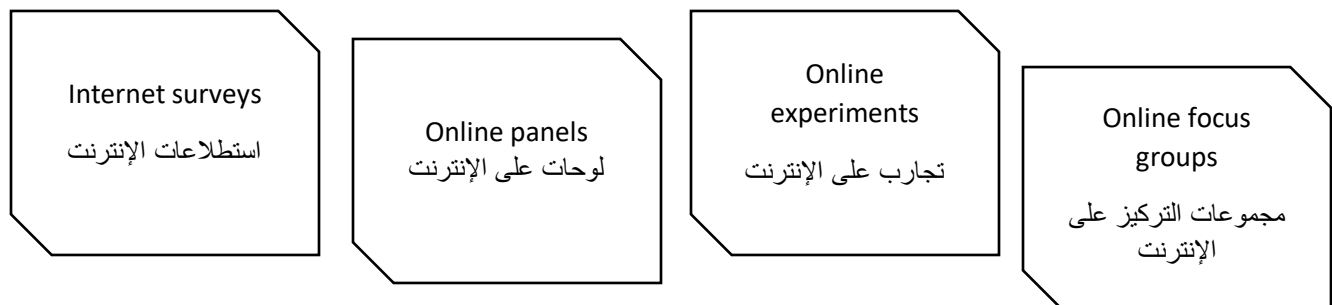 Internet surveys
استطلاعات الإنترنت
Online panels
لوحات على الإنترنت
Online
experiments
تجارب على الإنترنت
Online focus
groups
مجموعات التركيز على
الإنترنت